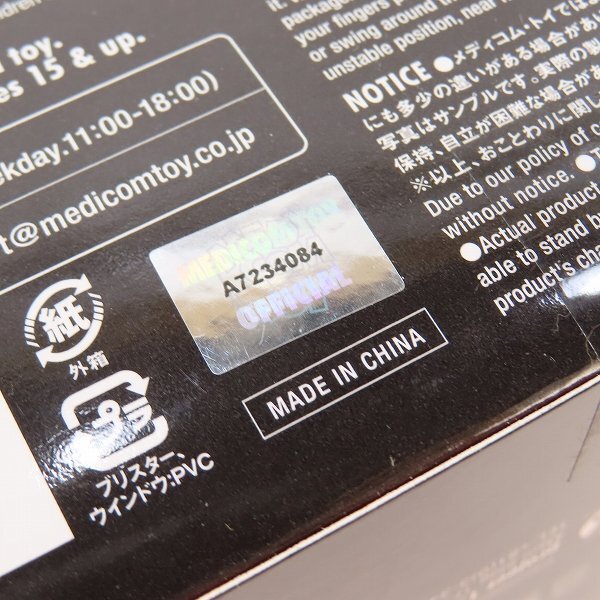 toy.
es 15 & up.
ekday.11:00-18:00)
t@medicomtoy.co.jp
packag
your fingers p
or swing around th
unstable position, near
NOTICE ●メディコム・トイでは
にも多少の違いがある場合があ
写真はサンプルです。実際の製
保持、自立が困難な場合があ
※以上、おことわりに関し
Due to our policy of c
without notice. ●T
●Actual product
able to stand by
product's cha
MEDICOM TOY
A7234084
OFFICIAL
紙
外箱
MADE IN CHINA
プラ
ブリスター、
ウインドウ:PVC